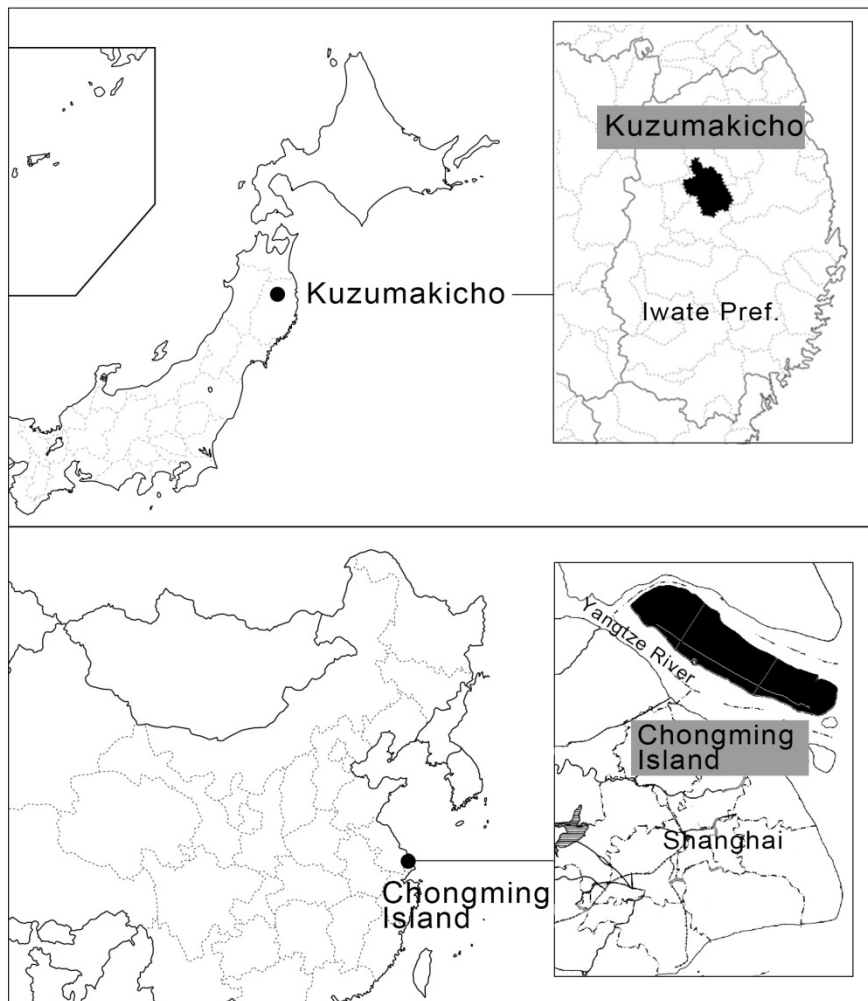 Kuzumakicho
Kuzumakicho
Iwate Pref.
Yangtze River
Chongming
Island
Shanghai
Chongming
Island